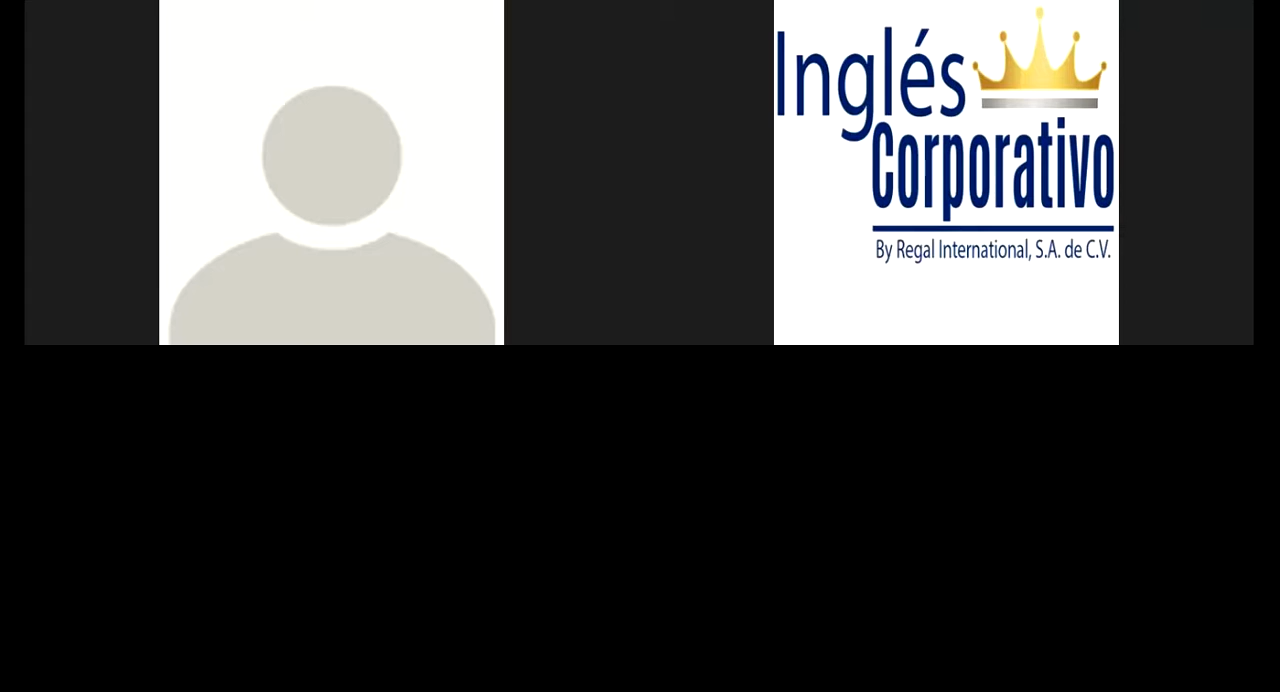 Inglés
Corporativo
By Regal International, S.A. de C.V.